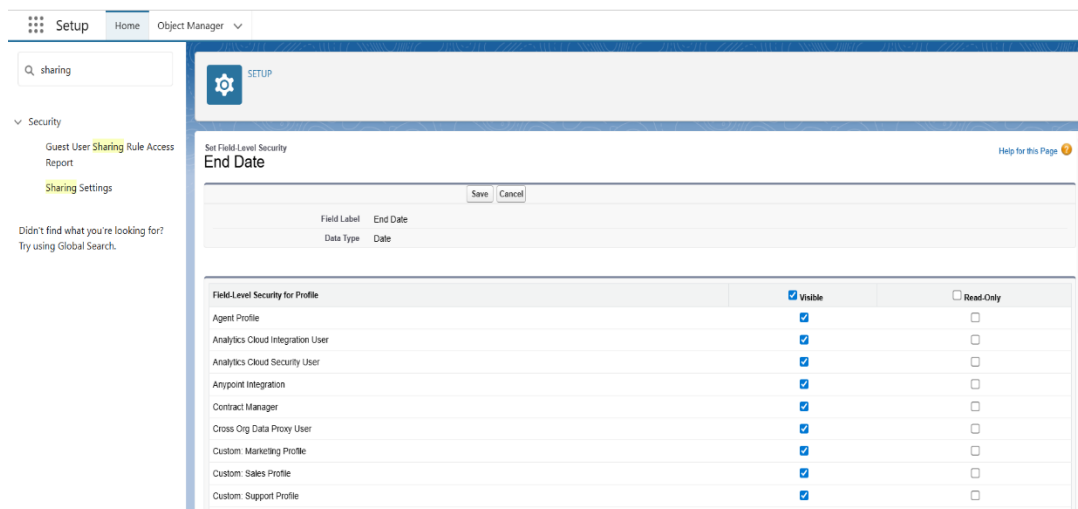 Setup Home Object Manager
sharing
SETUP
Security
Guest User Sharing Rule Access
Report
Sharing Settings
Didn't find what you're looking for?
Try using Global Search.
Set Field-Level Security
End Date
Help for this Page ?
Save Cancel
Field Label End Date
Data Type Date
Field-Level Security for Profile Visible Read-Only
Agent Profile
Analytics Cloud Integration User
Analytics Cloud Security User
Anypoint Integration
Contract Manager
Cross Org Data Proxy User
Custom: Marketing Profile
Custom: Sales Profile
Custom: Support Profile